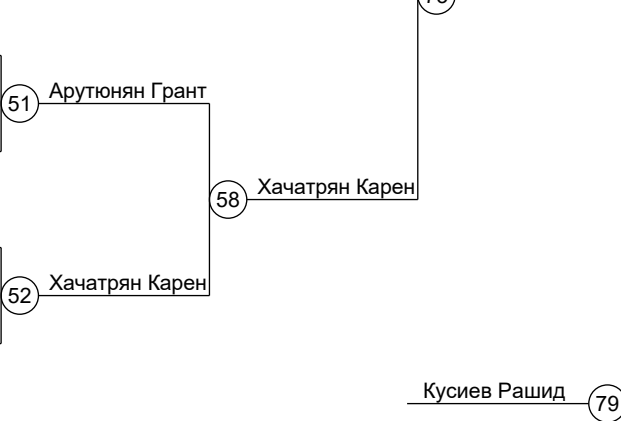 51
Арутюнян Грант
58
Хачатрян Карен
52
Хачатрян Карен
Кусиев Рашид
79